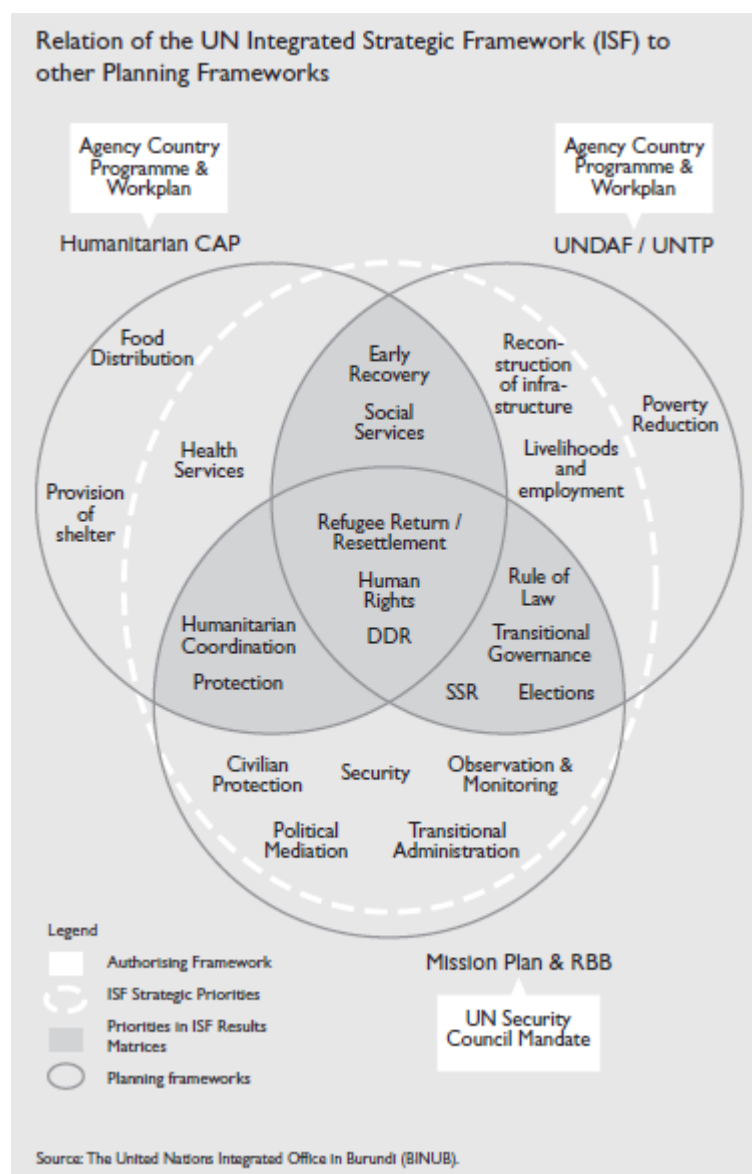 Relation of the UN Integrated Strategic Framework (ISF) to
other Planning Frameworks
Agency Country
Programme &
Workplan
Agency Country
Programme &
Workplan
Humanitarian CAP
UNDAF / UNTP
Food
Distribution
Early
Recovery
Social
Services
Recon-
struction
of infra-
structure
Poverty
Reduction
Health
Services
Livelihoods
and
employment
Provision
of
shelter
Refugee Return /
Resettlement
Human
Rights
DDR
Rule of
Law
Transitional
Governance
SSR
Elections
Humanitarian
Coordination
Protection
Civilian
Protection
Security
Observation &
Monitoring
Political
Mediation
Transitional
Administration
Legend
Authorising Framework
ISF Strategic Priorities
Priorities in ISF Results
Matrices
Planning frameworks
Mission Plan & RBB
UN Security
Council Mandate
Source: The United Nations Integrated Office in Burundi (BINUB).